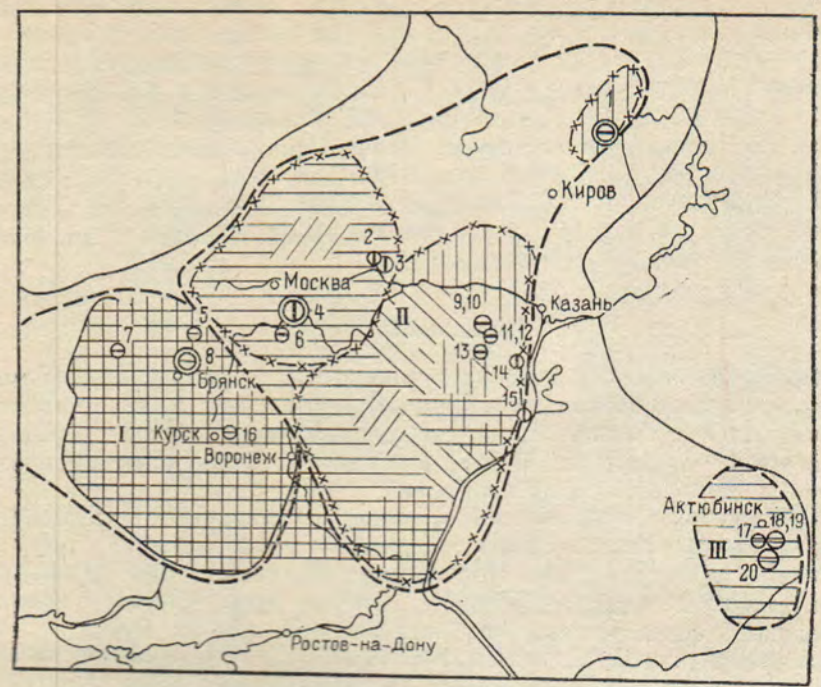 1
Киров
2
3
Москва
4
II
9,10
Казань
5
6
11,12
7
8
13
14
Брянск
15
I
Курск
16
Воронеж
Актюбинск
17
18,19
III
20
Ростов-на-Дону